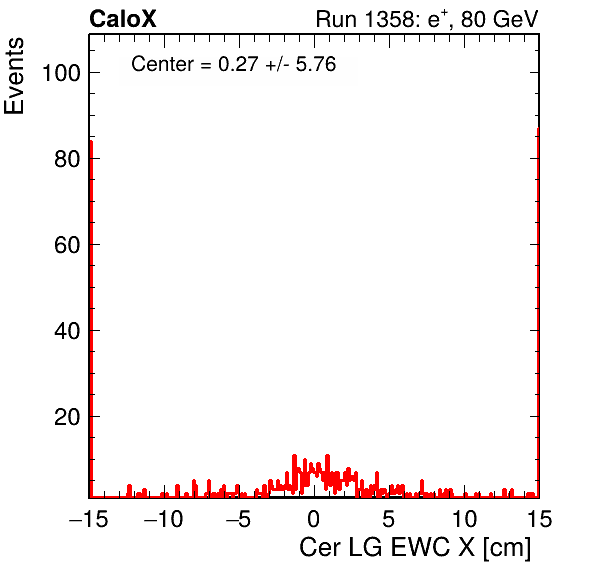 CaloX
Run 1358: e+, 80 GeV
Center = 0.27 +/- 5.76
Events
100
80
60
40
20
−15 −10 −5 0 5 10 15
Cer LG EWC X [cm]